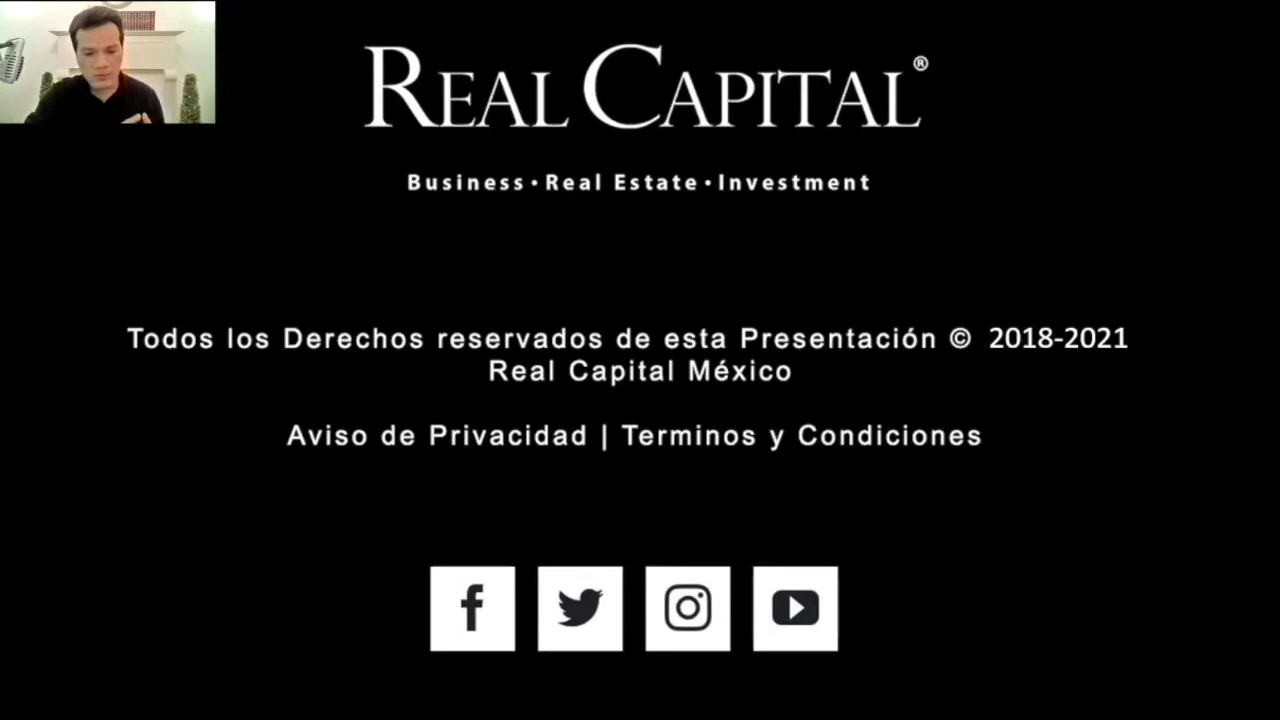 REAL CAPITAL®
Business • Real Estate • Investment
Todos los Derechos reservados de esta Presentación © 2018-2021
Real Capital México
Aviso de Privacidad | Terminos y Condiciones